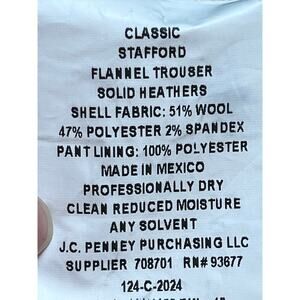 CLASSIC
STAFFORD
FLANNEL TROUSER
SOLID HEATHERS
SHELL FABRIC: 51% WOOL
47% POLYESTER 2% SPANDEX
PANT LINING: 100% POLYESTER
MADE IN MEXICO
PROFESSIONALLY DRY
CLEAN REDUCED MOISTURE
ANY SOLVENT
J.C. PENNEY PURCHASING LLC
SUPPLIER 708701 RN# 93677
124-C-2024